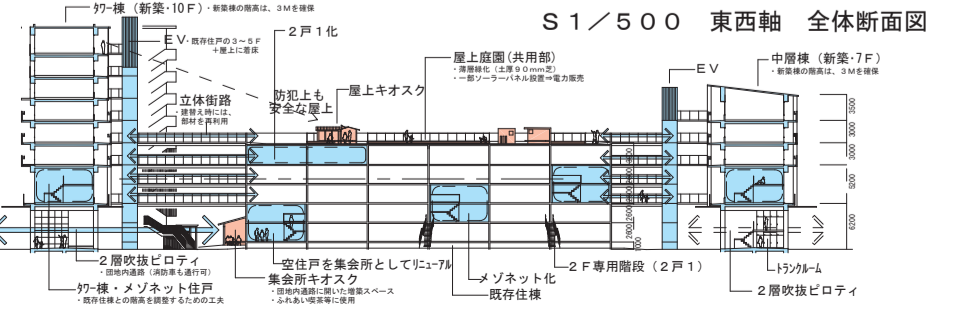 S1/500 東西軸 全体断面図
タワー棟(新築・10F)・新築棟の階高は、3Mを確保
EV・既存住戸の3~5F
+屋上に着床
2戸1化
屋上庭園(共用部)
・薄層緑化(土厚90mm芝)
・一部ソーラーパネル設置⇒電力販売
EV
中層棟(新築・7F)
・新築棟の階高は、3Mを確保
立体街路
・建替え時には、
部材を再利用
防犯上も
安全な屋上
屋上キオスク
3500
3000
3000
5200
6200
2600
2600
2層吹抜ピロティ
・団地内通路(消防車も通行可)
タワー棟・メゾネット住戸
・既存住棟との階高を調整するための工夫
空住戸を集会所としてリニューアル
集会所キオスク
・団地内通路に開いた増築スペース
・ふれあい喫茶等に使用
メゾネット化
既存住棟
2F専用階段(2戸1)
トランクルーム
2層吹抜ピロティ